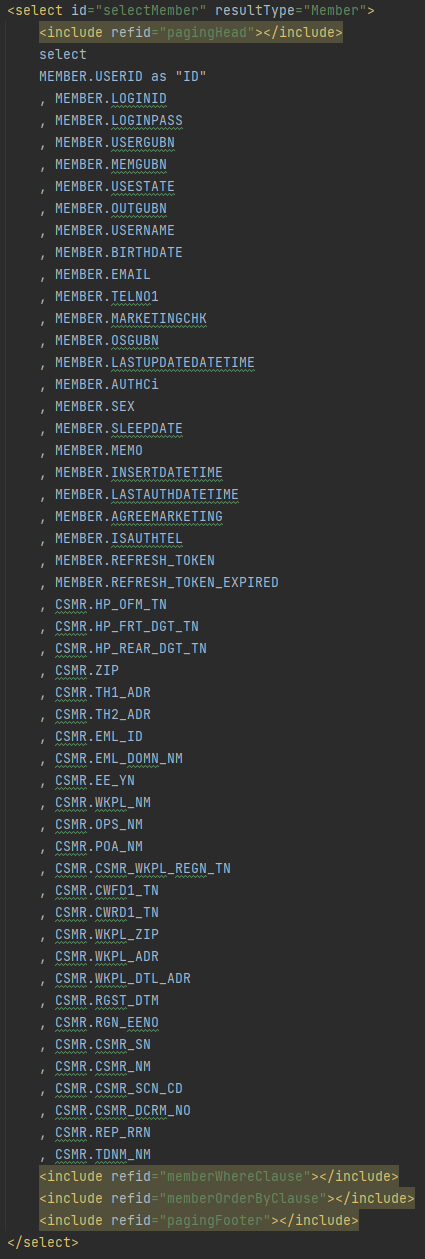 <select id="selectMember" resultType="Member">
<include refid="pagingHead"></include>
select
MEMBER.USERID as "ID"
, MEMBER.LOGINID
, MEMBER.LOGINPASS
, MEMBER.USERGUBN
, MEMBER.MEMGUBN
, MEMBER.USESTATE
, MEMBER.OUTGUBN
, MEMBER.USERNAME
, MEMBER.BIRTHDATE
, MEMBER.EMAIL
, MEMBER.TELNO1
, MEMBER.MARKETINGCHK
, MEMBER.OSGUBN
, MEMBER.LASTUPDATEDATETIME
, MEMBER.AUTHCi
, MEMBER.SEX
, MEMBER.SLEEPDATE
, MEMBER.MEMO
, MEMBER.INSERTDATETIME
, MEMBER.LASTAUTHDATETIME
, MEMBER.AGREEMARKETING
, MEMBER.ISAUTHTEL
, MEMBER.REFRESH_TOKEN
, MEMBER.REFRESH_TOKEN_EXPIRED
, CSMR.HP_OFM_TN
, CSMR.HP_FRT_DGT_TN
, CSMR.HP_REAR_DGT_TN
, CSMR.ZIP
, CSMR.TH1_ADR
, CSMR.TH2_ADR
, CSMR.EML_ID
, CSMR.EML_DOMN_NM
, CSMR.EE_YN
, CSMR.WKPL_NM
, CSMR.OPS_NM
, CSMR.POA_NM
, CSMR.CSMR_WKPL_REGN_TN
, CSMR.CWFD1_TN
, CSMR.CWRD1_TN
, CSMR.WKPL_ZIP
, CSMR.WKPL_ADR
, CSMR.WKPL_DTL_ADR
, CSMR.RGST_DTM
, CSMR.RGN_EENO
, CSMR.CSMR_SN
, CSMR.CSMR_NM
, CSMR.CSMR_SCN_CD
, CSMR.CSMR_DCRM_NO
, CSMR.REP_RRN
, CSMR.TDNM_NM
<include refid="memberWhereClause"></include>
<include refid="memberOrderByClause"></include>
<include refid="pagingFooter"></include>
</select>